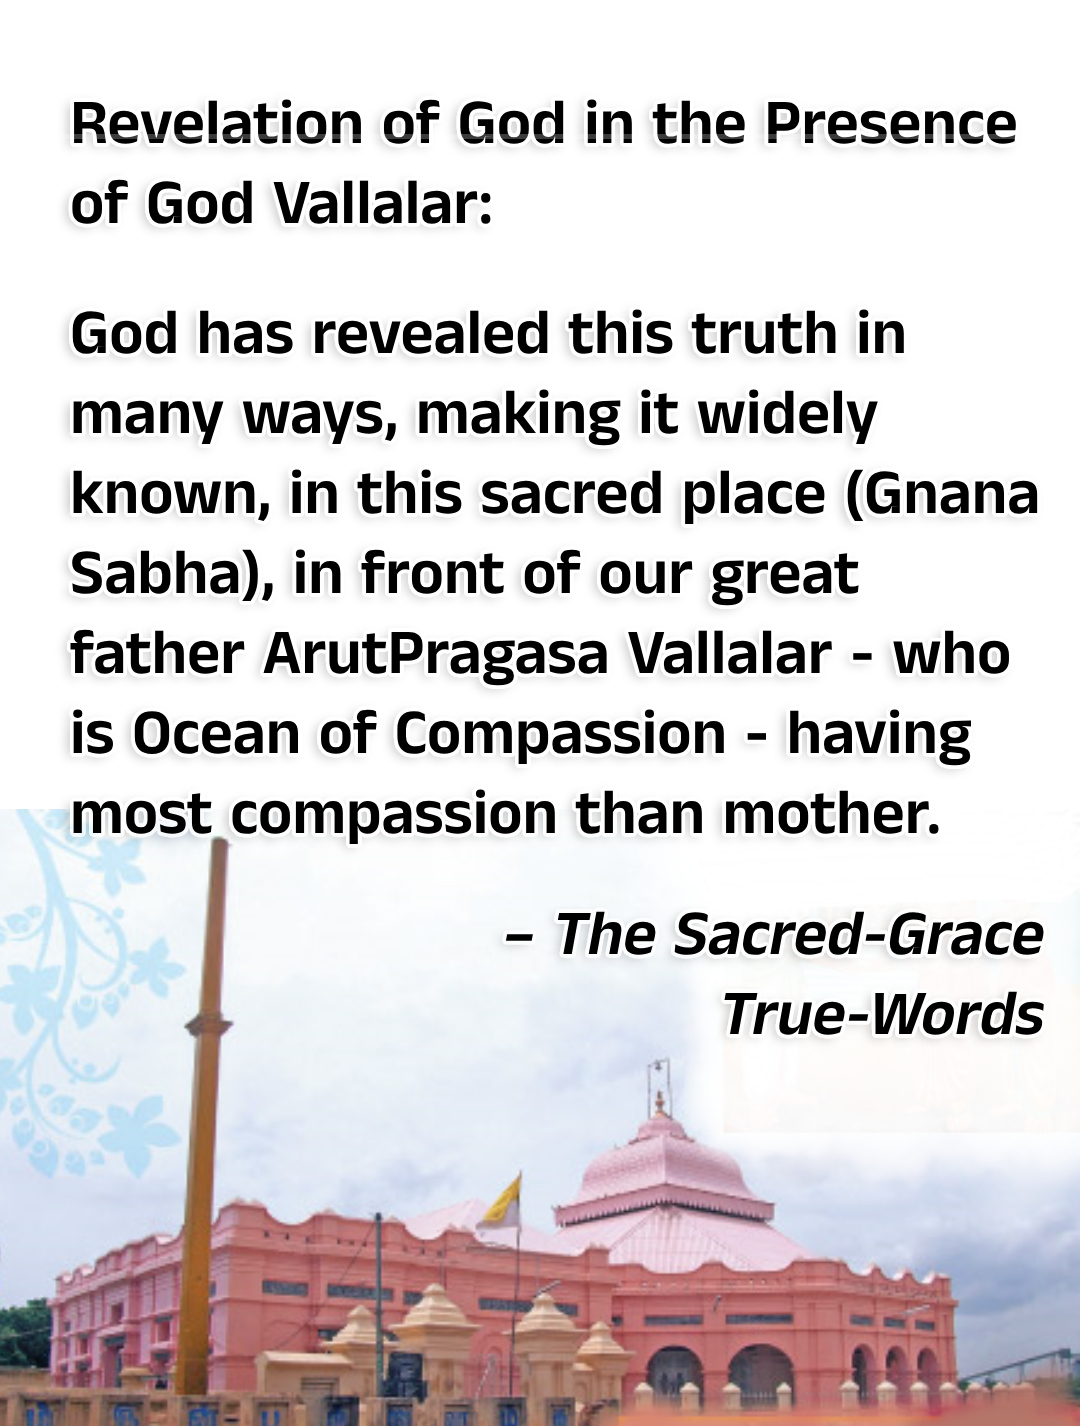 Revelation of God in the Presence
of God Vallalar:
God has revealed this truth in
many ways, making it widely
known, in this sacred place (Gnana
Sabha), in front of our great
father ArutPragasa Vallalar - who
is Ocean of Compassion - having
most compassion than mother.
– The Sacred-Grace
True-Words